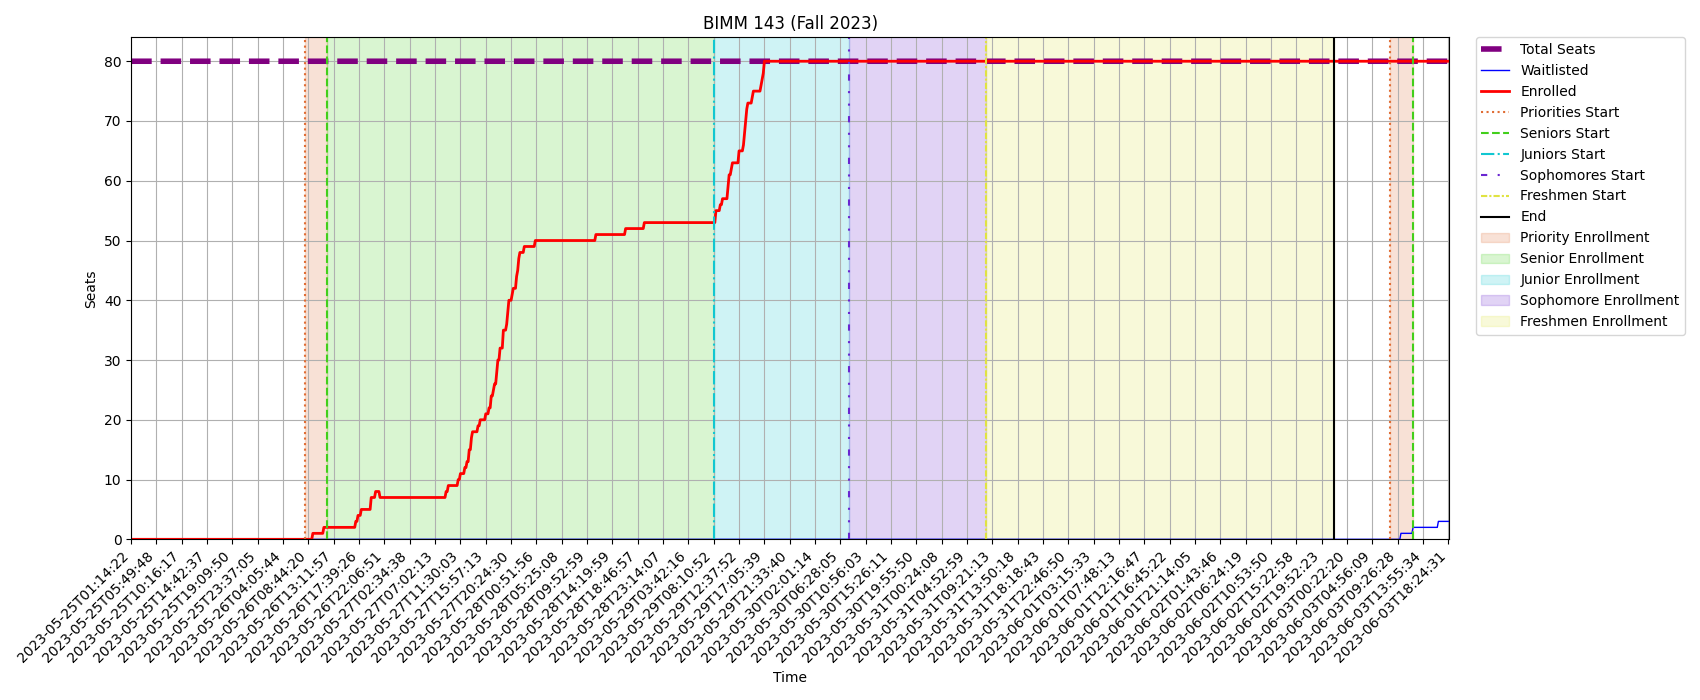 BIMM 143 (Fall 2023)
Total Seats
Waitlisted
Enrolled
Priorities Start
Seniors Start
Juniors Start
Sophomores Start
Freshmen Start
End
Priority Enrollment
Senior Enrollment
Junior Enrollment
Sophomore Enrollment
Freshmen Enrollment
Seats
80
70
60
50
40
30
20
10
0
2023-05-25T01:14:22
2023-05-25T05:49:48
2023-05-25T10:16:17
2023-05-25T14:42:37
2023-05-25T19:09:50
2023-05-25T23:37:05
2023-05-26T04:05:44
2023-05-26T08:44:20
2023-05-26T13:11:57
2023-05-26T17:39:26
2023-05-26T22:06:51
2023-05-27T02:34:38
2023-05-27T07:02:13
2023-05-27T11:30:03
2023-05-27T15:57:13
2023-05-27T20:24:30
2023-05-28T00:51:56
2023-05-28T05:25:08
2023-05-28T09:52:59
2023-05-28T14:19:59
2023-05-28T18:46:57
2023-05-28T23:14:07
2023-05-29T03:42:16
2023-05-29T08:10:52
2023-05-29T12:37:52
2023-05-29T17:05:39
2023-05-29T21:33:40
2023-05-30T02:01:14
2023-05-30T06:28:05
2023-05-30T10:56:03
2023-05-30T15:26:11
2023-05-30T19:55:50
2023-05-31T00:24:08
2023-05-31T04:52:59
2023-05-31T09:21:13
2023-05-31T13:50:18
2023-05-31T18:18:43
2023-05-31T22:46:50
2023-06-01T03:15:33
2023-06-01T07:48:13
2023-06-01T12:16:47
2023-06-01T16:45:22
2023-06-01T21:14:05
2023-06-02T01:43:46
2023-06-02T06:24:19
2023-06-02T10:53:50
2023-06-02T15:22:58
2023-06-02T19:52:23
2023-06-03T00:22:20
2023-06-03T04:56:09
2023-06-03T09:26:28
2023-06-03T13:55:34
2023-06-03T18:24:31
Time